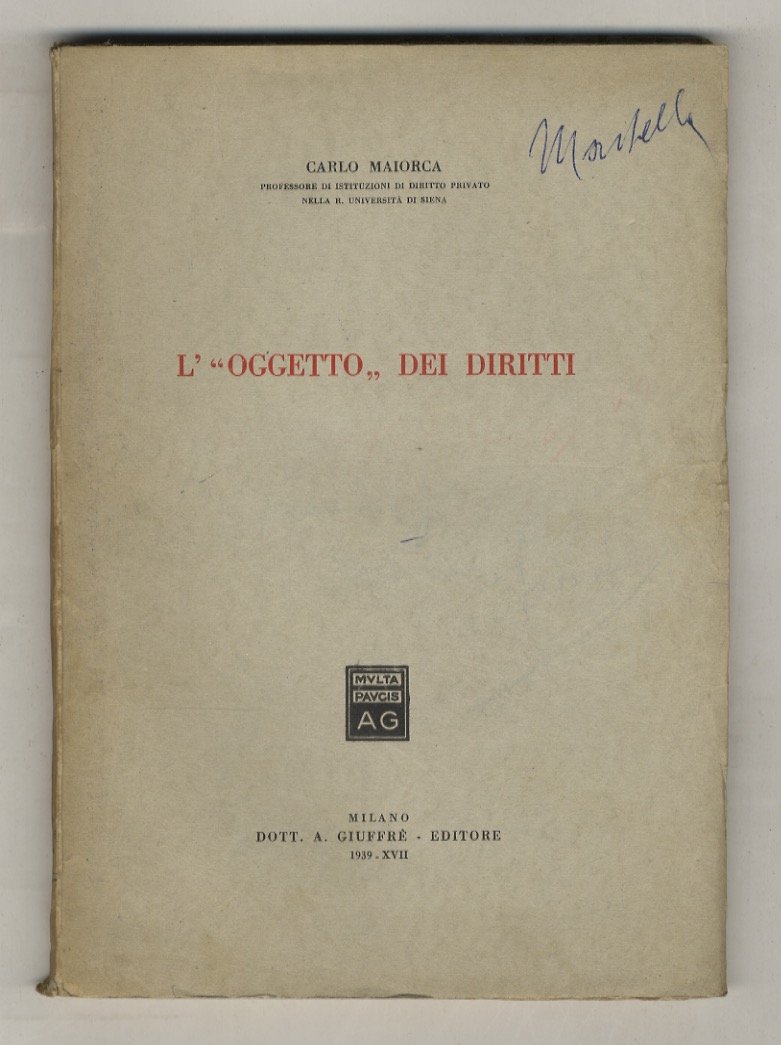 CARLO MAIORCA
PROFESSORE DI ISTITUZIONI DI DIRITTO PRIVATO
NELLA R. UNIVERSITÀ DI SIENA
L' “OGGETTO„ DEI DIRITTI
MVLTA
PAVCIS
AG
MILANO
DOTT. A. GIUFFRÈ - EDITORE
1939 - XVII